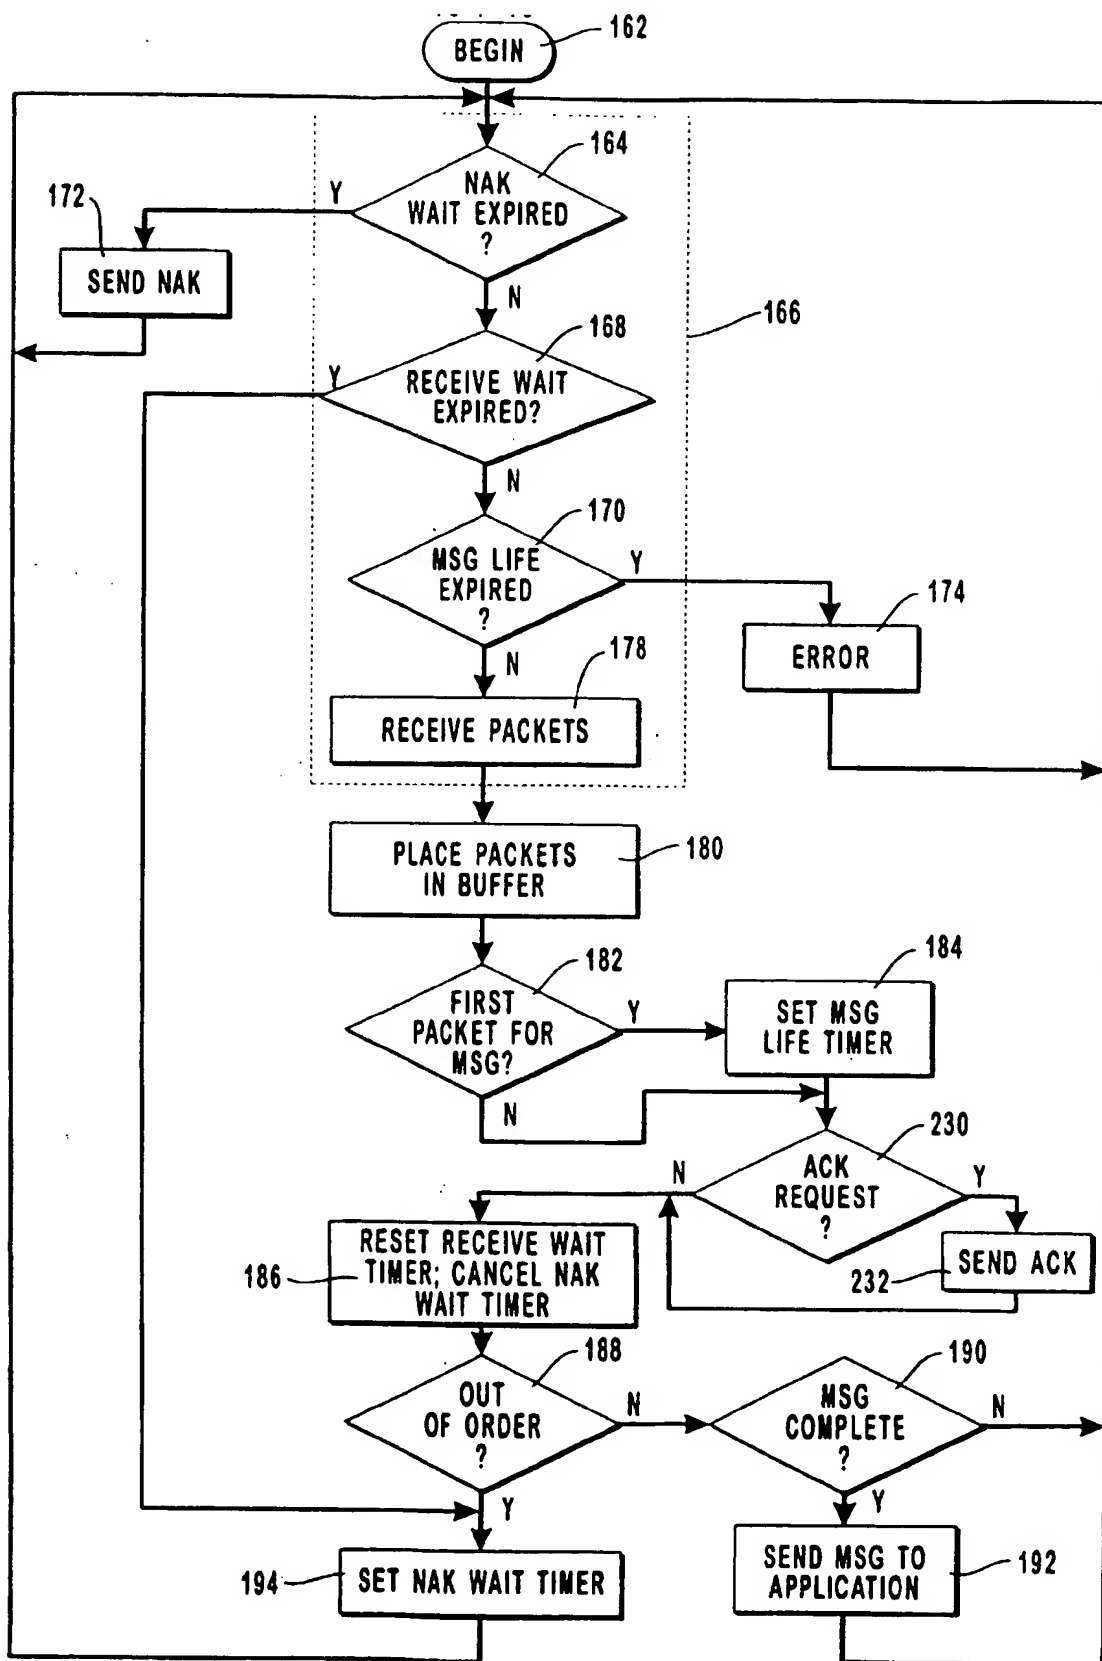 BEGIN
162
164
NAK
WAIT EXPIRED
?
Y
N
172
SEND NAK
166
168
RECEIVE WAIT
EXPIRED?
Y
N
170
MSG LIFE
EXPIRED
?
Y
N
174
ERROR
178
RECEIVE PACKETS
PLACE PACKETS
IN BUFFER
180
182
FIRST
PACKET FOR
MSG?
Y
N
184
SET MSG
LIFE TIMER
230
ACK
REQUEST
?
N
Y
SEND ACK
232
RESET RECEIVE WAIT
TIMER; CANCEL NAK
WAIT TIMER
186
188
OUT
OF ORDER
?
N
Y
190
MSG
COMPLETE
?
N
Y
194
SET NAK WAIT TIMER
SEND MSG TO
APPLICATION
192